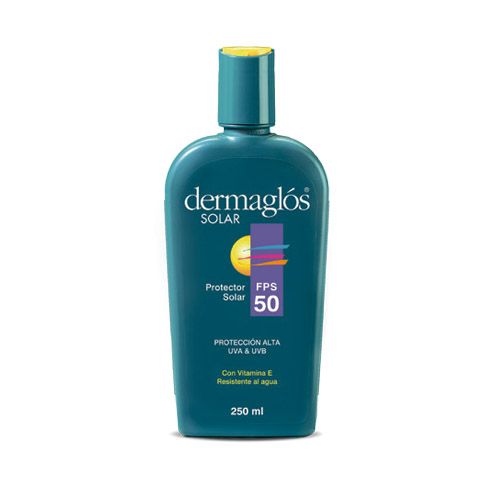 dermaglós
SOLAR
Protector
Solar
FPS
50
PROTECCIÓN ALTA
UVA & UVB
Con Vitamina E
Resistente al agua
250 ml